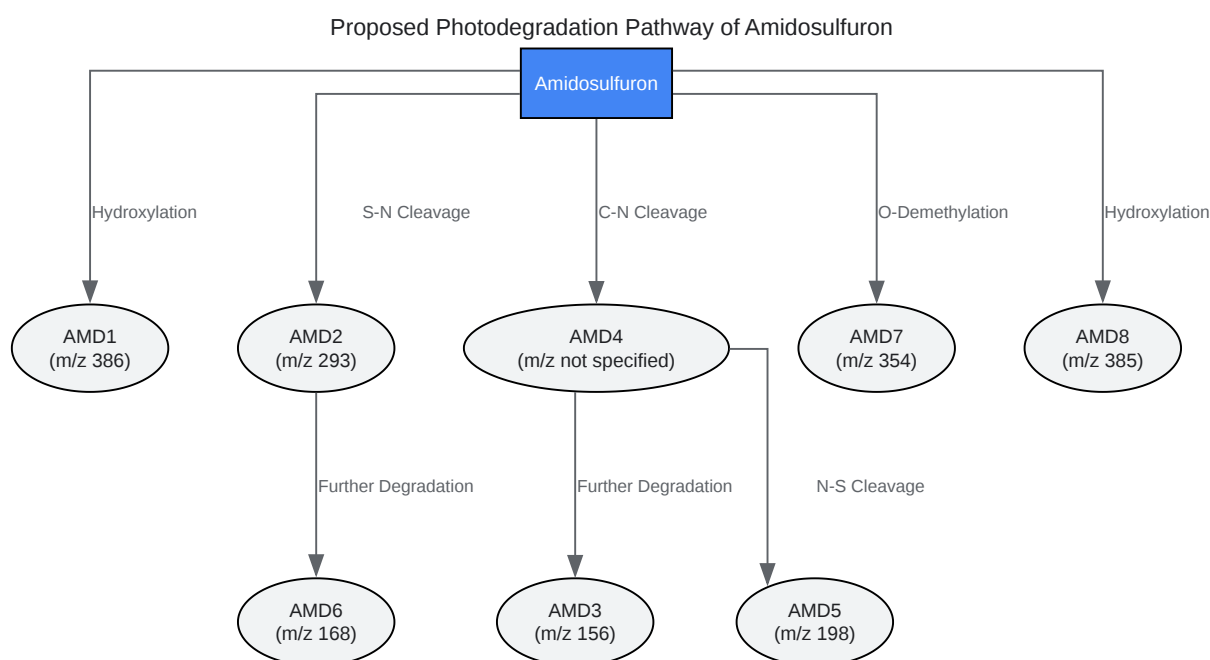 Proposed Photodegradation Pathway of Amidosulfuron
Amidosulfuron
Hydroxylation
S-N Cleavage
C-N Cleavage
O-Demethylation
Hydroxylation
AMD1
(m/z 386)
AMD2
(m/z 293)
AMD4
(m/z not specified)
AMD7
(m/z 354)
AMD8
(m/z 385)
Further Degradation
Further Degradation
N-S Cleavage
AMD6
(m/z 168)
AMD3
(m/z 156)
AMD5
(m/z 198)